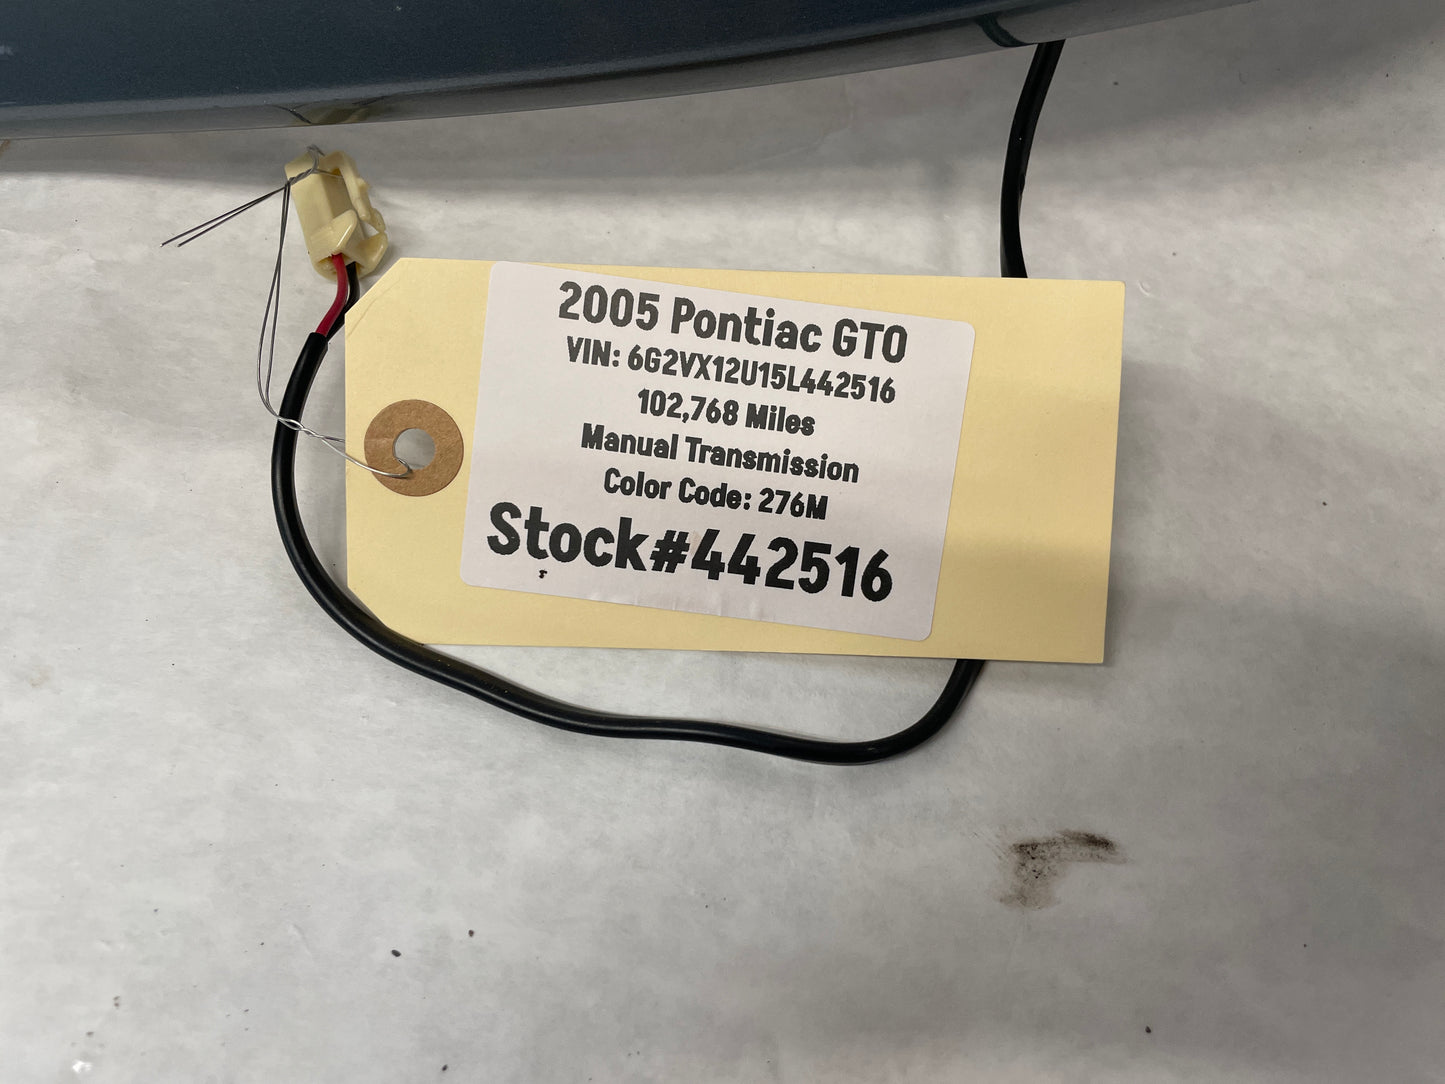 2005 Pontiac GTO
VIN: 6G2VX12U15L442516
102,768 Miles
Manual Transmission
Color Code: 276M
Stock#442516